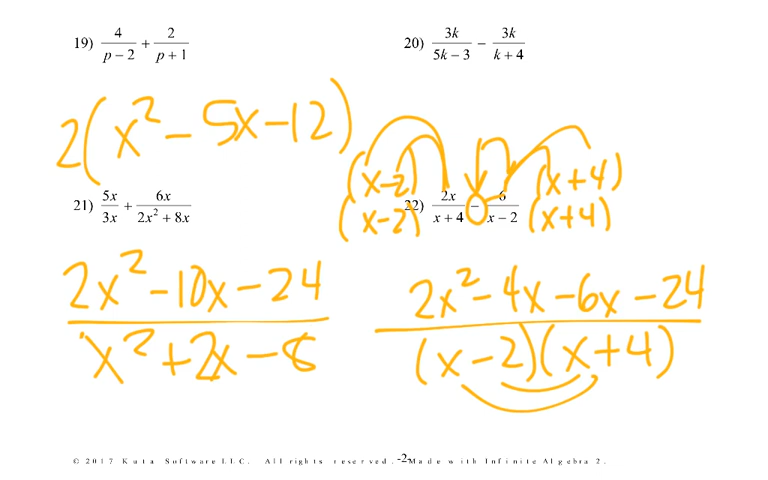 19) 4/(p − 2) + 2/(p + 1)
20) 3k/(5k − 3) − 3k/(k + 4)
2(x² − 5x − 12)
(x−2) (x+4)
21) 5x/3x + 6x/(2x² + 8x)
22) 2x/(x + 4) − 6/(x − 2)
(x−2) (x+4)
2x² − 10x − 24
x² + 2x − 8
2x² − 4x − 6x − 24
(x − 2)(x + 4)
© 2017 Kuta Software LLC. All rights reserved. -2- Made with Infinite Algebra 2.